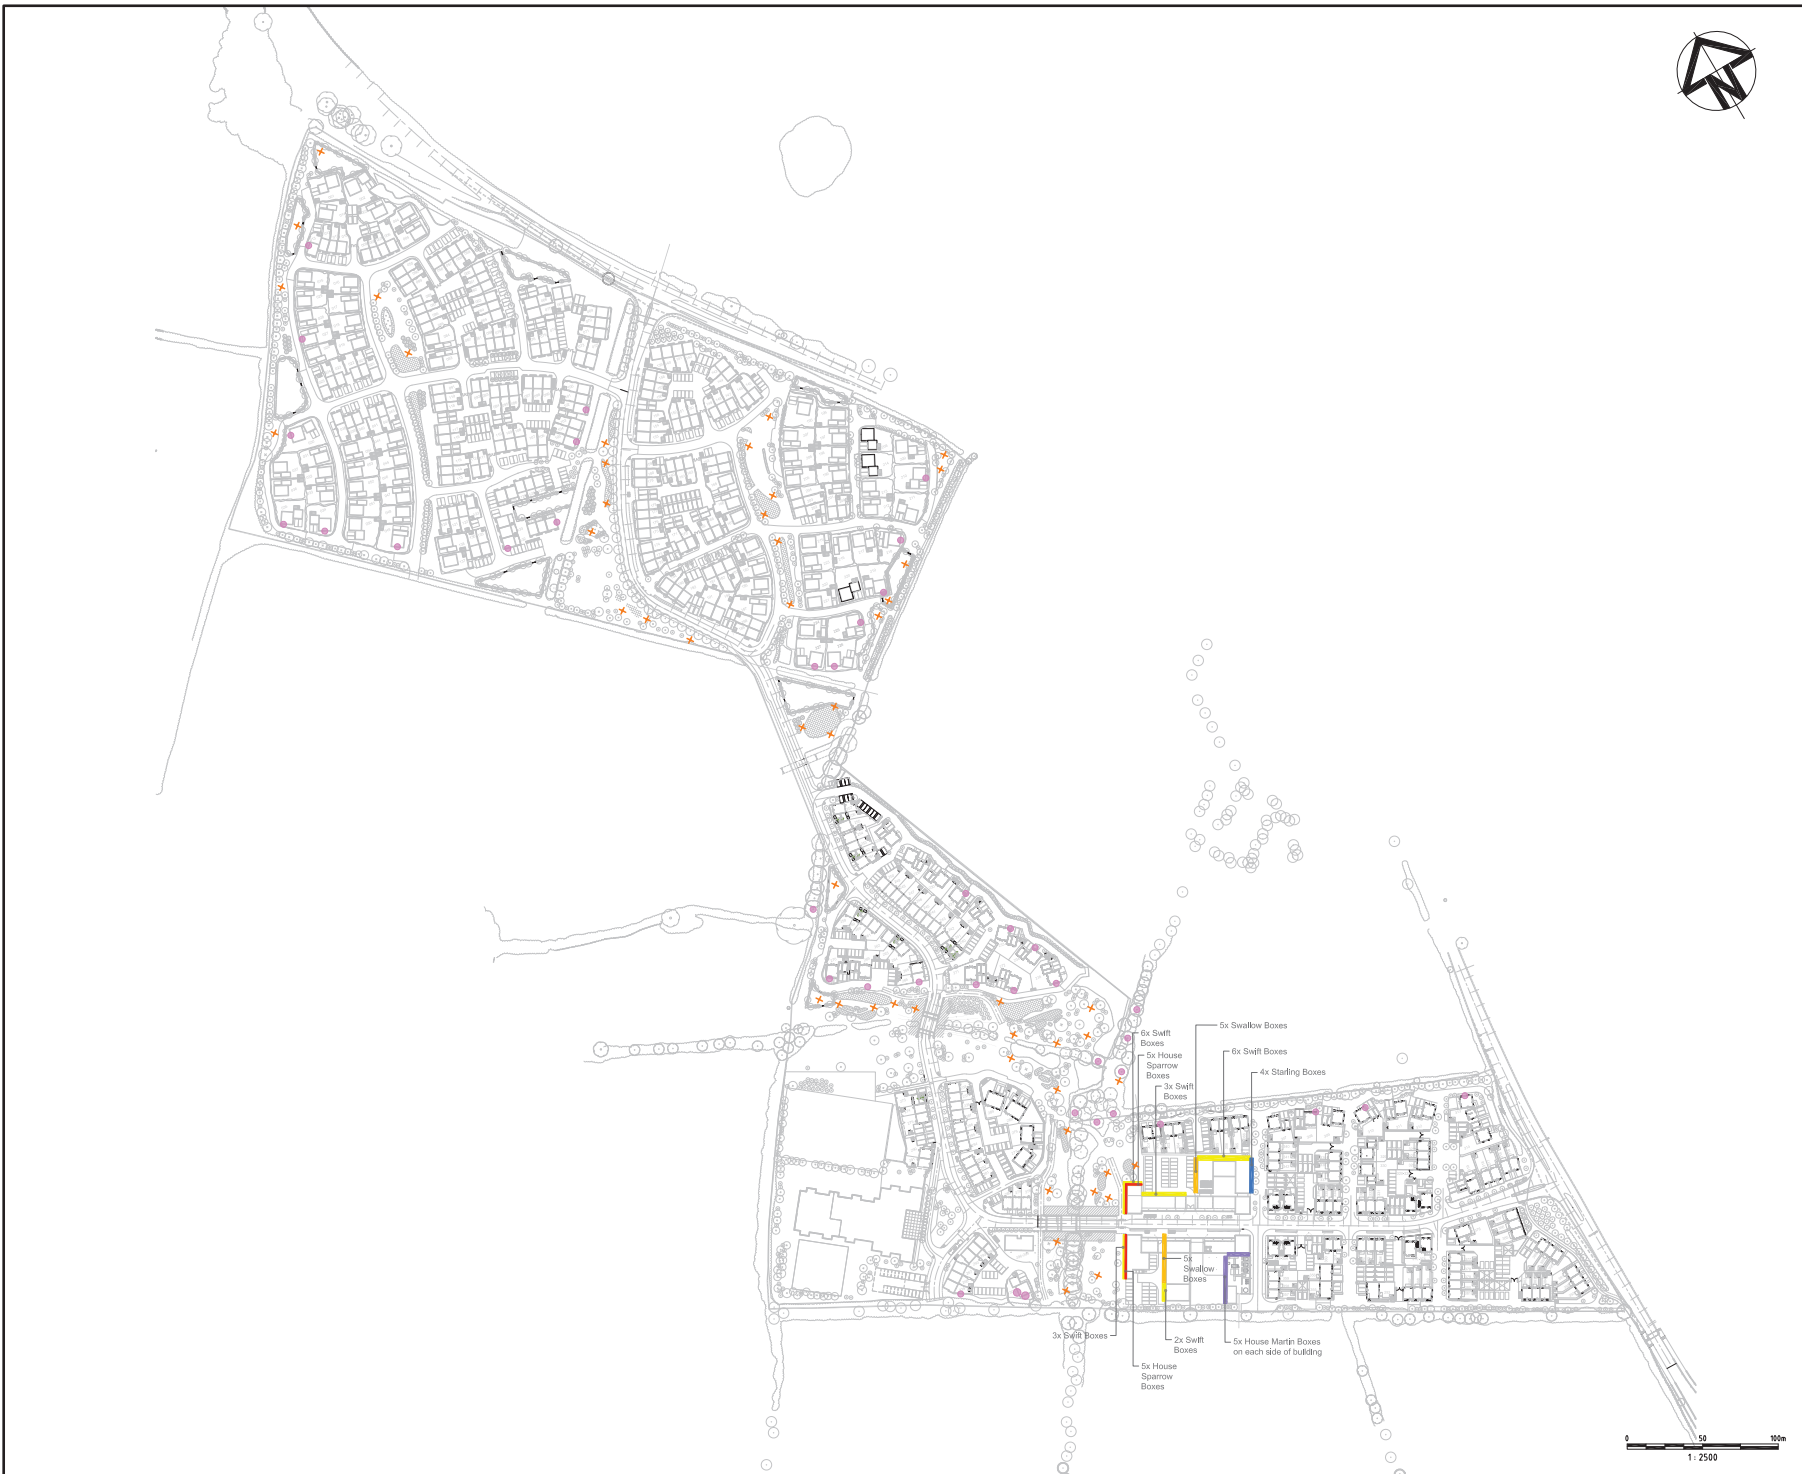 N
6x Swift
Boxes
5x House
Sparrow
Boxes
3x Swift
Boxes
5x Swallow Boxes
6x Swift Boxes
4x Starling Boxes
5x
Swallow
Boxes
3x Swift Boxes
2x Swift
Boxes
5x House
Sparrow
Boxes
5x House Martin Boxes
on each side of building
0 50 100m
1 : 2500